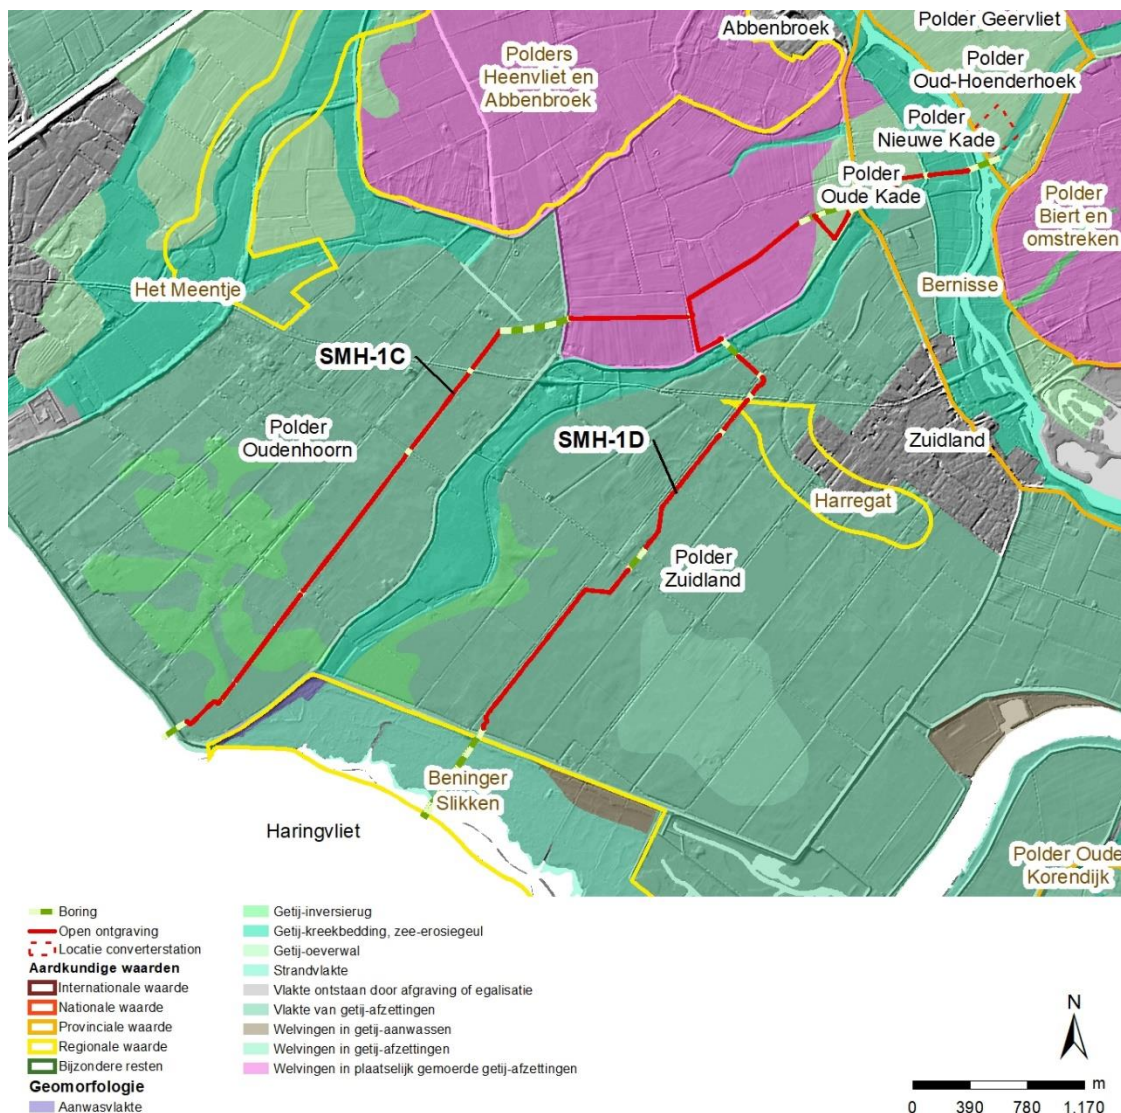 Abbenbroek
Polder Geervliet
Polders
Heenvliet en
Abbenbroek
Polder
Oud-Hoenderhoek
Polder
Nieuwe Kade
Polder
Oude Kade
Polder
Biert en
omstreken
Het Meentje
Bernisse
SMH-1C
Polder
Oudenhoorn
SMH-1D
Zuidland
Harregat
Polder
Zuidland
Beninger
Slikken
Haringvliet
Polder Oude
Korendijk
Boring
Open ontgraving
Locatie converterstation
Aardkundige waarden
Internationale waarde
Nationale waarde
Provinciale waarde
Regionale waarde
Bijzondere resten
Geomorfologie
Aanwasvlakte
Getij-inversierug
Getij-kreekbedding, zee-erosiegeul
Getij-oeverwal
Strandvlakte
Vlakte ontstaan door afgraving of egalisatie
Vlakte van getij-afzettingen
Welvingen in getij-aanwassen
Welvingen in getij-afzettingen
Welvingen in plaatselijk gemoerde getij-afzettingen
N
m
0 390 780 1.170